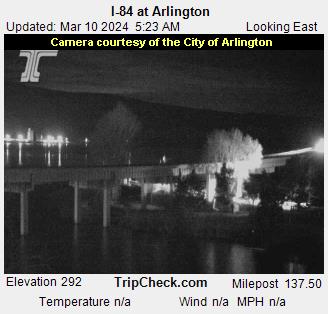 I-84 at Arlington
Updated: Mar 10 2024 5:23 AM Looking East
Camera courtesy of the City of Arlington
Elevation 292 TripCheck.com Milepost 137.50
Temperature n/a Wind n/a MPH n/a